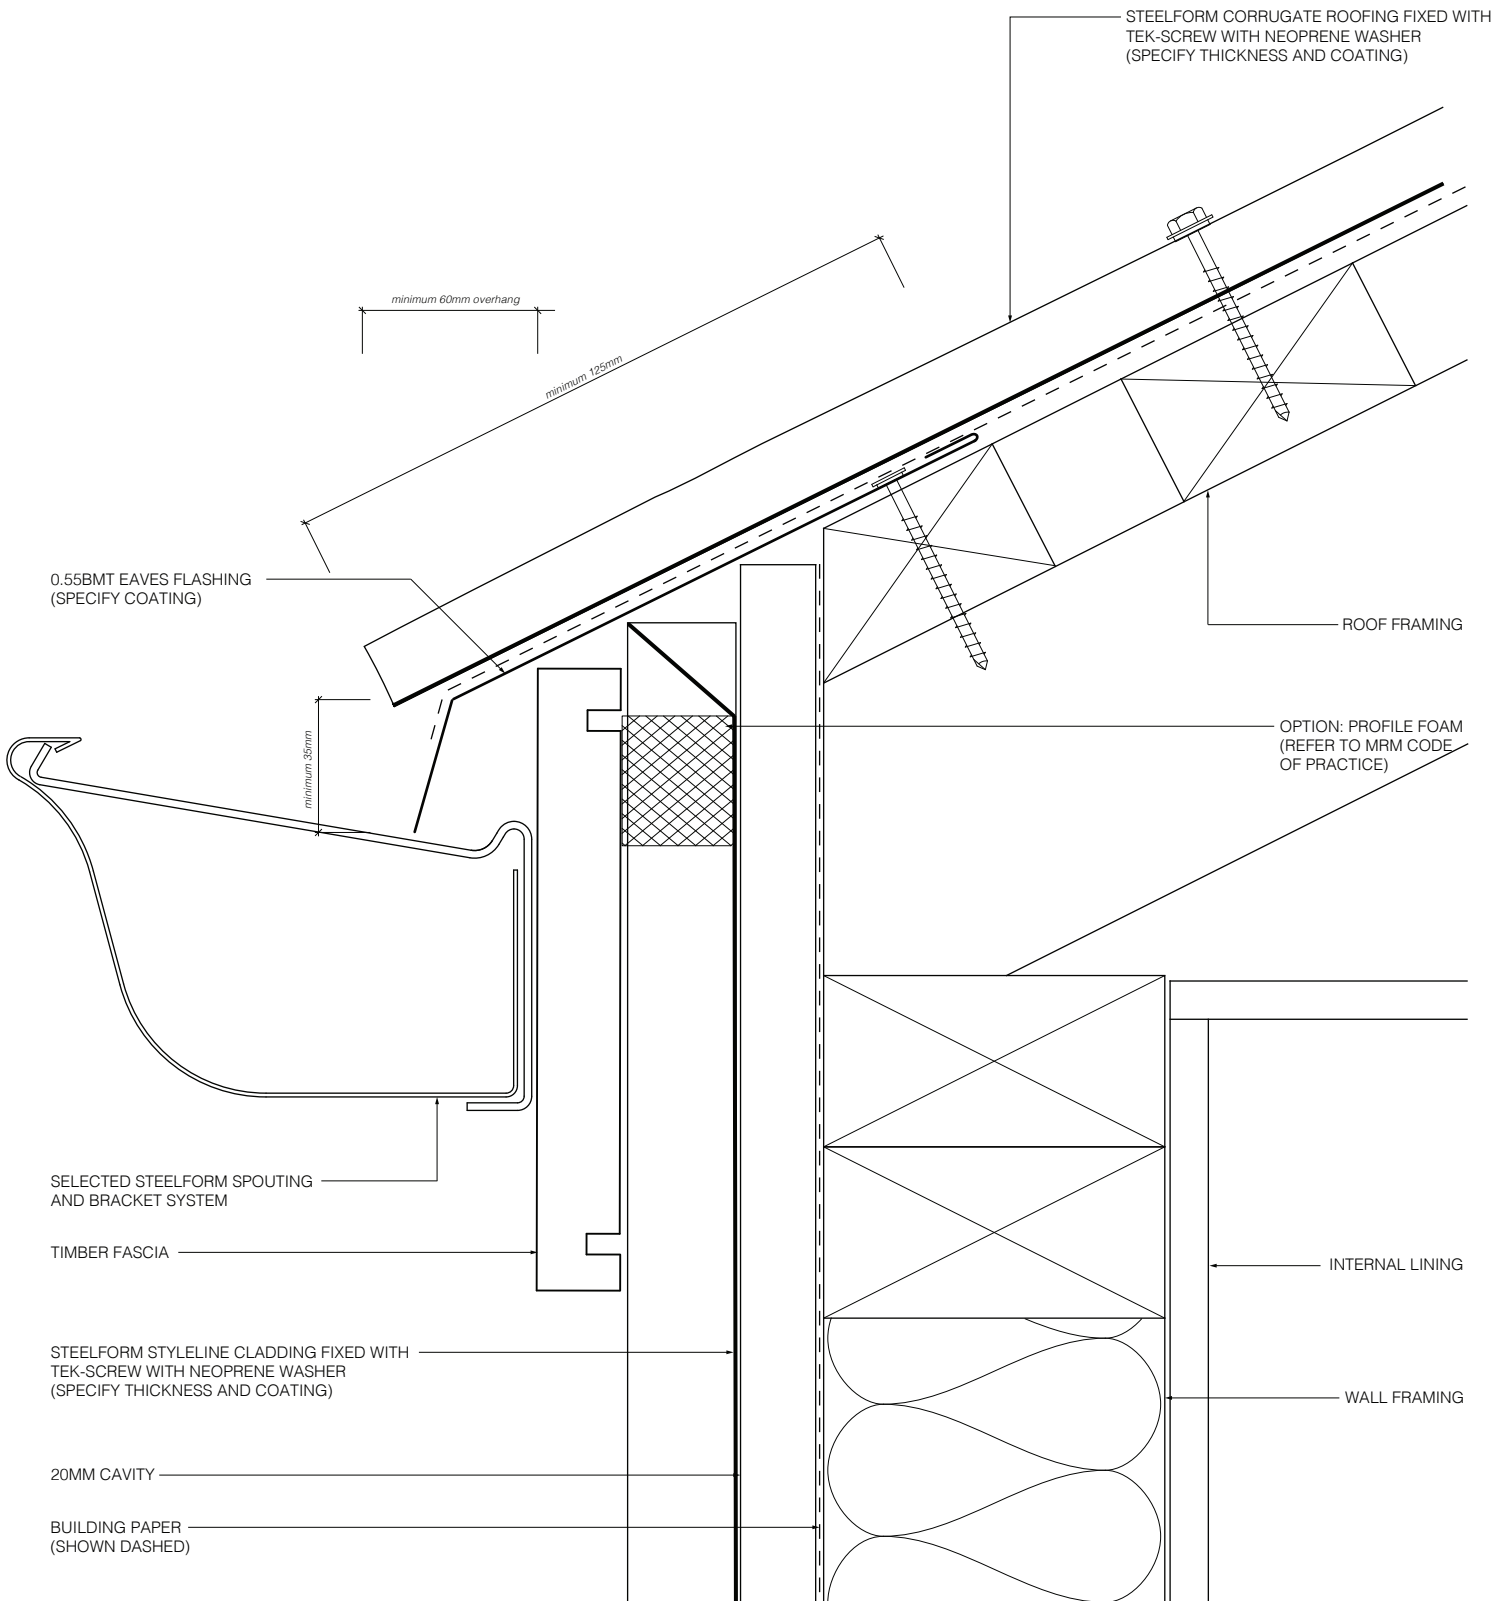 STEELFORM CORRUGATE ROOFING FIXED WITH
TEK-SCREW WITH NEOPRENE WASHER
(SPECIFY THICKNESS AND COATING)
minimum 60mm overhang
minimum 125mm
0.55BMT EAVES FLASHING
(SPECIFY COATING)
ROOF FRAMING
minimum 35mm
OPTION: PROFILE FOAM
(REFER TO MRM CODE
OF PRACTICE)
SELECTED STEELFORM SPOUTING
AND BRACKET SYSTEM
TIMBER FASCIA
INTERNAL LINING
STEELFORM STYLELINE CLADDING FIXED WITH
TEK-SCREW WITH NEOPRENE WASHER
(SPECIFY THICKNESS AND COATING)
WALL FRAMING
20MM CAVITY
BUILDING PAPER
(SHOWN DASHED)